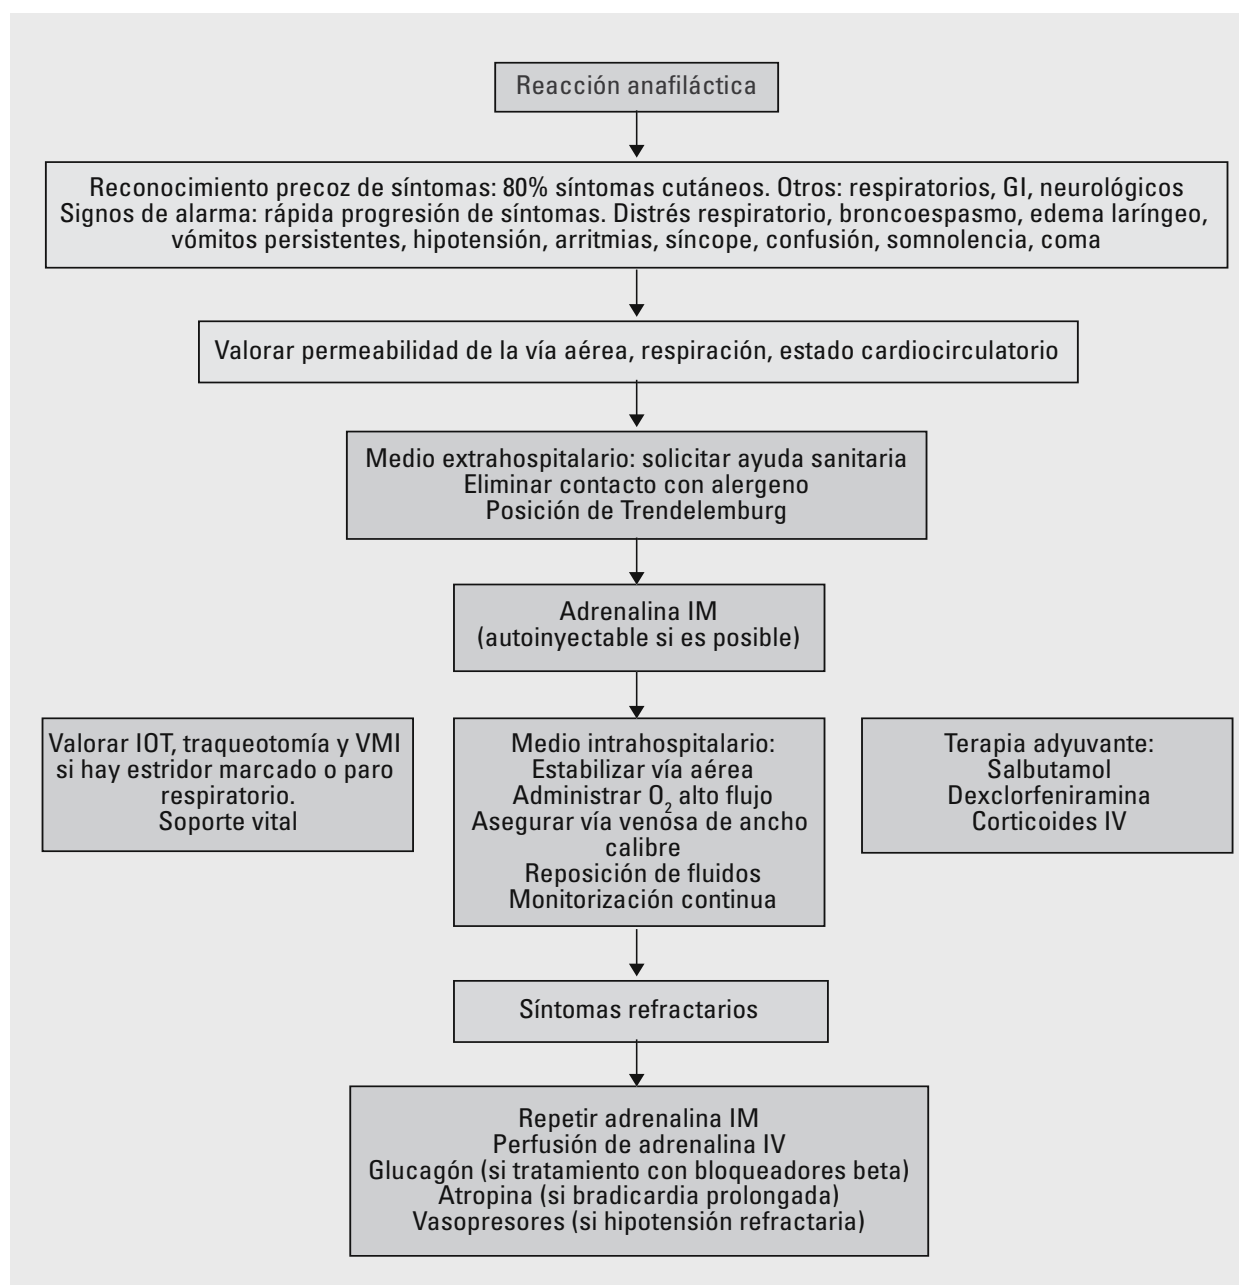 Reacción anafiláctica
Reconocimiento precoz de síntomas: 80% síntomas cutáneos. Otros: respiratorios, GI, neurológicos
Signos de alarma: rápida progresión de síntomas. Distrés respiratorio, broncoespasmo, edema laríngeo,
vómitos persistentes, hipotensión, arritmias, síncope, confusión, somnolencia, coma
Valorar permeabilidad de la vía aérea, respiración, estado cardiocirculatorio
Medio extrahospitalario: solicitar ayuda sanitaria
Eliminar contacto con alergeno
Posición de Trendelemburg
Adrenalina IM
(autoinyectable si es posible)
Valorar IOT, traqueotomía y VMI
si hay estridor marcado o paro
respiratorio.
Soporte vital
Medio intrahospitalario:
Estabilizar vía aérea
Administrar O₂ alto flujo
Asegurar vía venosa de ancho
calibre
Reposición de fluidos
Monitorización continua
Terapia adyuvante:
Salbutamol
Dexclorfeniramina
Corticoides IV
Síntomas refractarios
Repetir adrenalina IM
Perfusión de adrenalina IV
Glucagón (si tratamiento con bloqueadores beta)
Atropina (si bradicardia prolongada)
Vasopresores (si hipotensión refractaria)